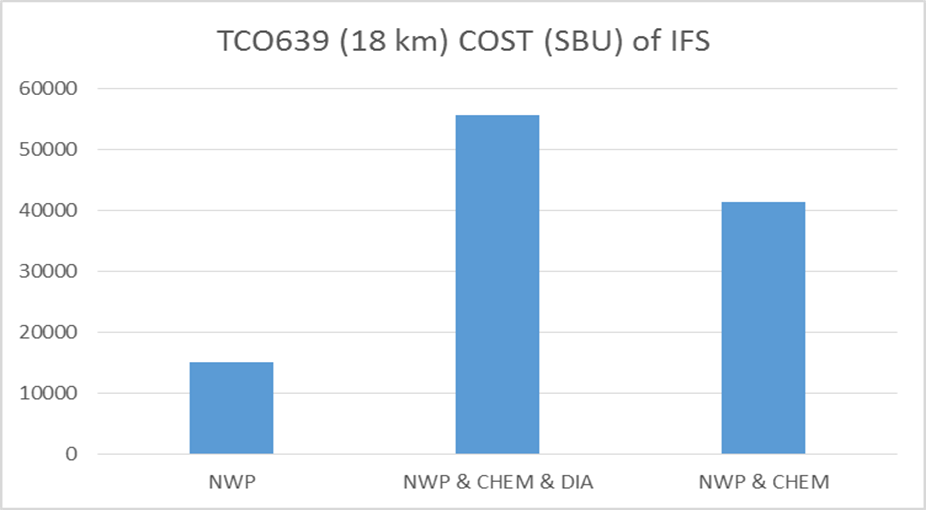 TCO639 (18 km) COST (SBU) of IFS
60000
50000
40000
30000
20000
10000
0
NWP
NWP & CHEM & DIA
NWP & CHEM